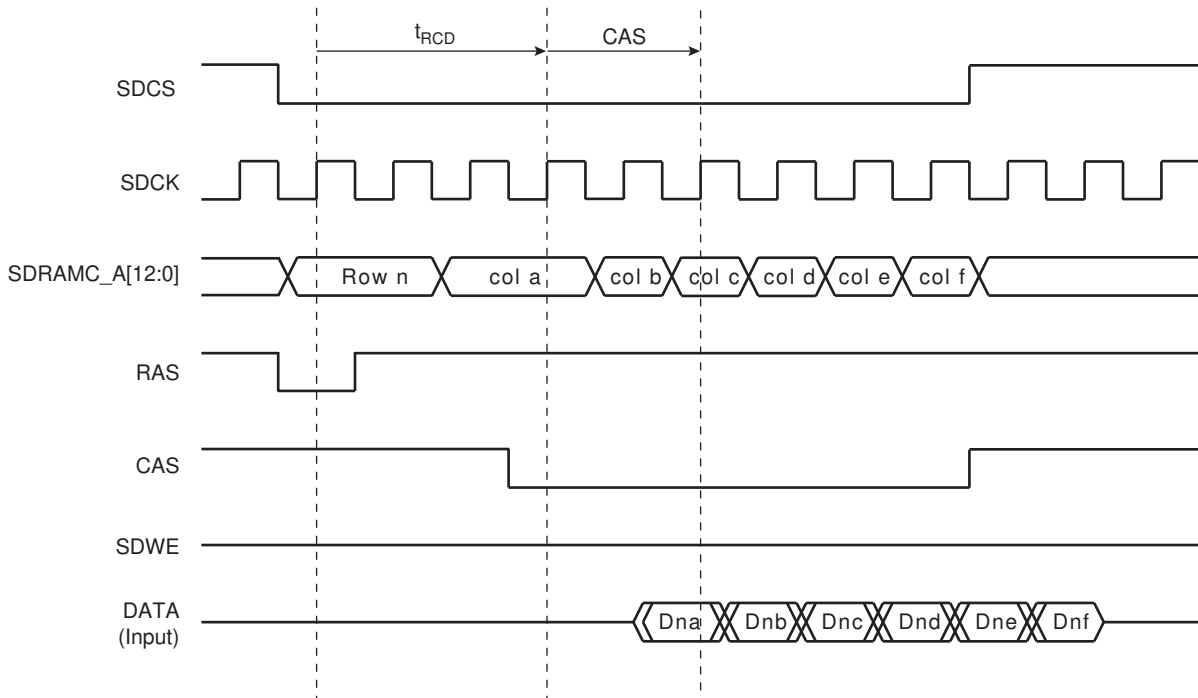 t_RCD CAS
SDCS
SDCK
SDRAMC_A[12:0] Row n col a col b col c col d col e col f
RAS
CAS
SDWE
DATA
(Input)
Dna Dnb Dnc Dnd Dne Dnf